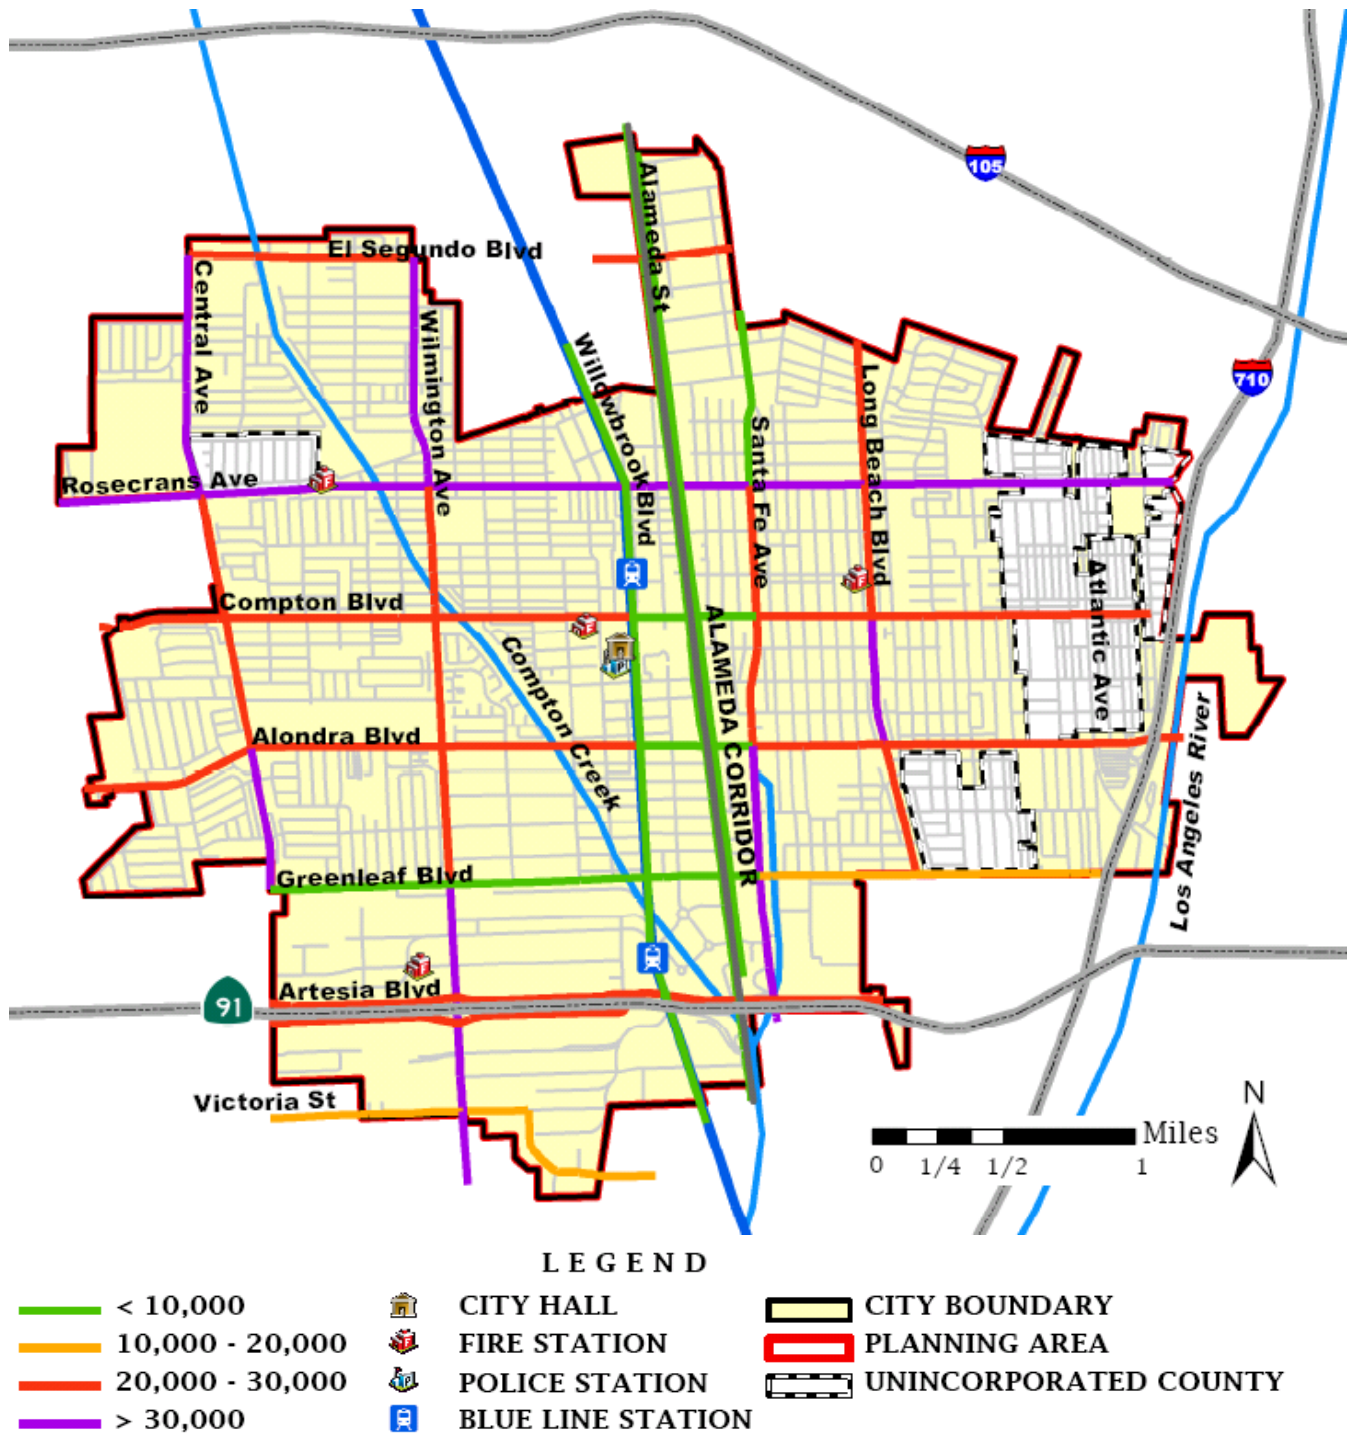 105
Alameda St
El Segundo Blvd
Central Ave
Wilmington Ave
Willowbrook Blvd
Long Beach Blvd
710
Santa Fe Ave
Rosecrans Ave
Atlantic Ave
Compton Blvd
ALAMEDA CORRIDOR
Compton Creek
Los Angeles River
Alondra Blvd
Greenleaf Blvd
Artesia Blvd
91
Victoria St
N
Miles
0 1/4 1/2 1
LEGEND
< 10,000
10,000 - 20,000
20,000 - 30,000
> 30,000
CITY HALL
FIRE STATION
POLICE STATION
BLUE LINE STATION
CITY BOUNDARY
PLANNING AREA
UNINCORPORATED COUNTY